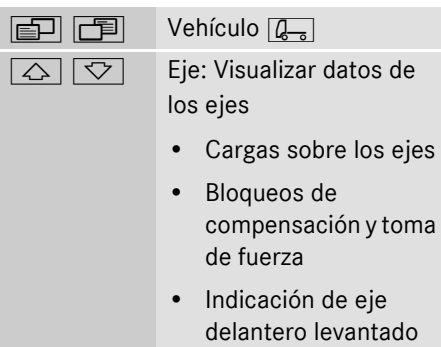 Vehículo
Eje: Visualizar datos de
los ejes
• Cargas sobre los ejes
• Bloqueos de
compensación y toma
de fuerza
• Indicación de eje
delantero levantado